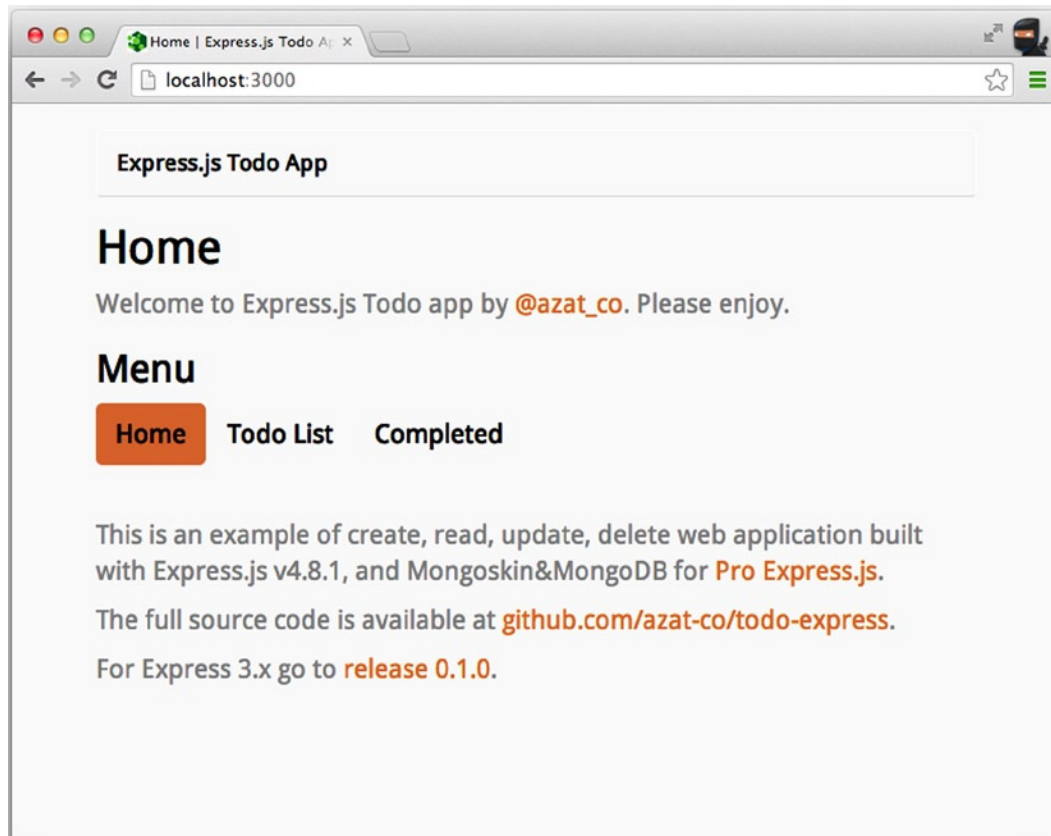 Home | Express.js Todo Ap
localhost:3000
Express.js Todo App
Home
Welcome to Express.js Todo app by @azat_co. Please enjoy.
Menu
Home Todo List Completed
This is an example of create, read, update, delete web application built
with Express.js v4.8.1, and Mongoskin&MongoDB for Pro Express.js.
The full source code is available at github.com/azat-co/todo-express.
For Express 3.x go to release 0.1.0.